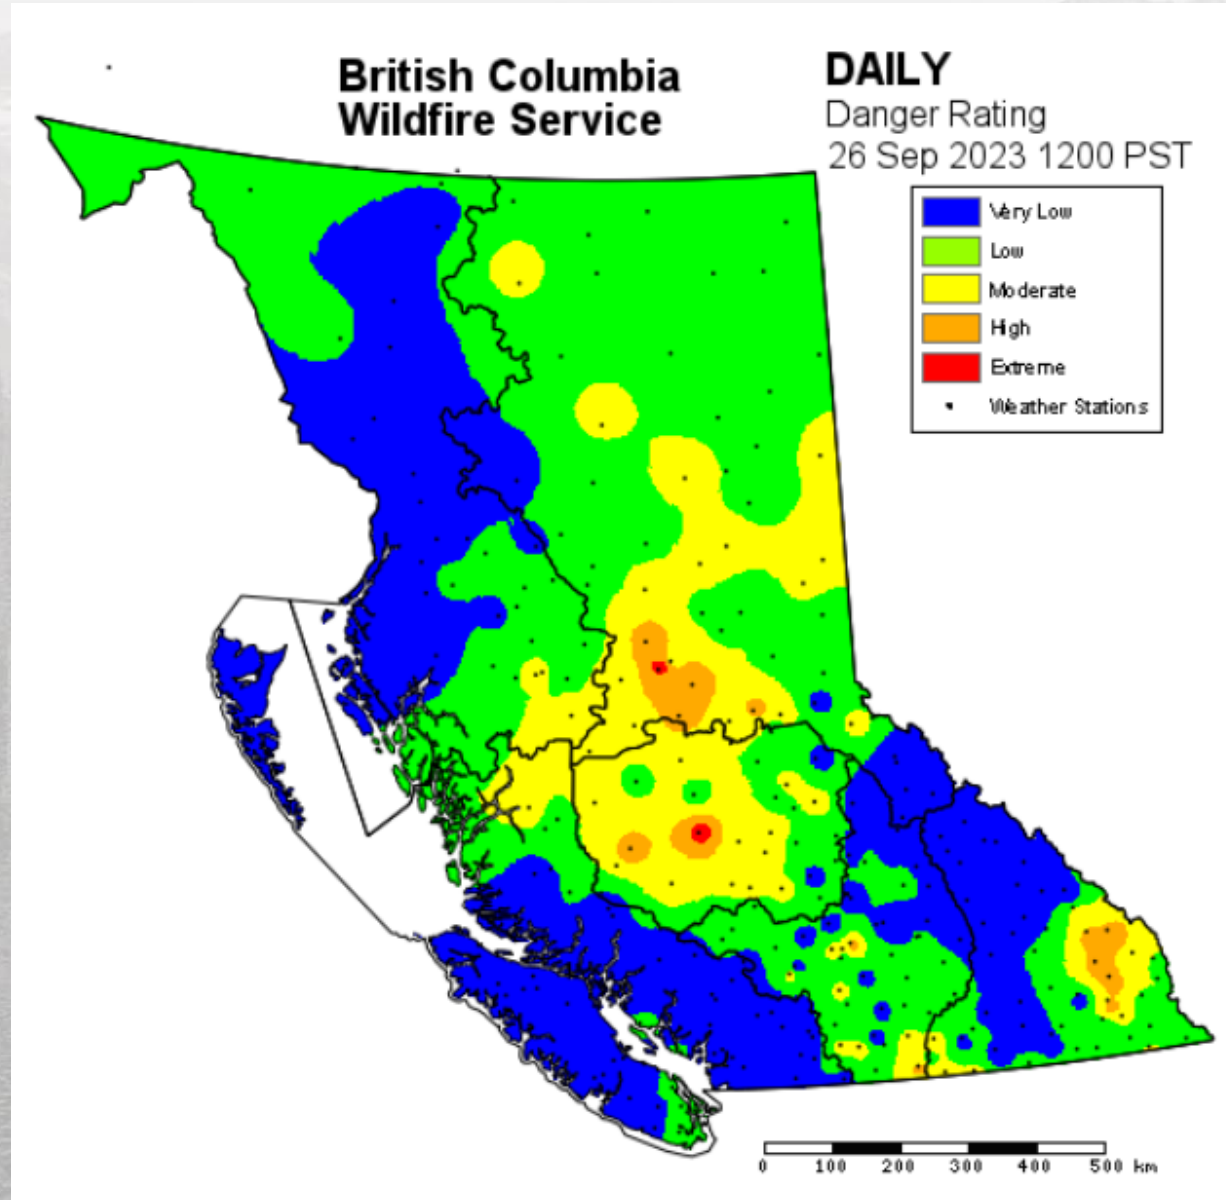 British Columbia
Wildfire Service
DAILY
Danger Rating
26 Sep 2023 1200 PST
Very Low
Low
Moderate
High
Extreme
Weather Stations
0 100 200 300 400 500 km